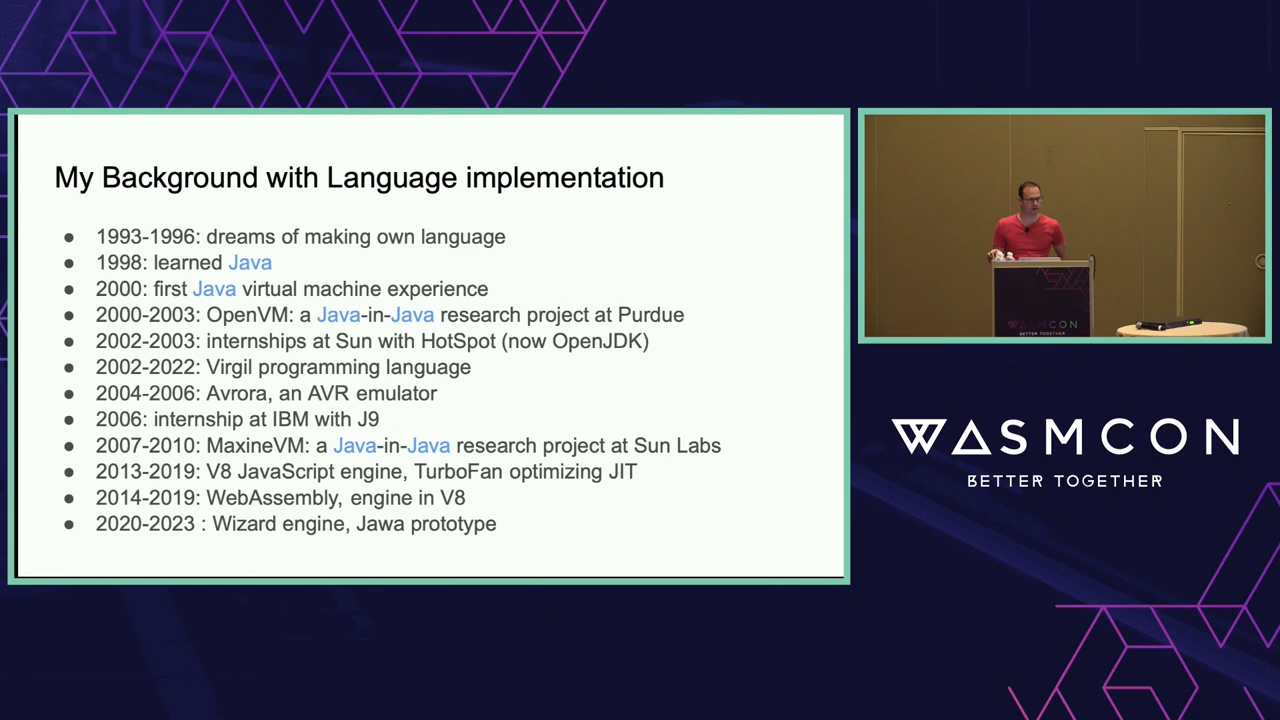 My Background with Language implementation
● 1993-1996: dreams of making own language
● 1998: learned Java
● 2000: first Java virtual machine experience
● 2000-2003: OpenVM: a Java-in-Java research project at Purdue
● 2002-2003: internships at Sun with HotSpot (now OpenJDK)
● 2002-2022: Virgil programming language
● 2004-2006: Avrora, an AVR emulator
● 2006: internship at IBM with J9
● 2007-2010: MaxineVM: a Java-in-Java research project at Sun Labs
● 2013-2019: V8 JavaScript engine, TurboFan optimizing JIT
● 2014-2019: WebAssembly, engine in V8
● 2020-2023 : Wizard engine, Jawa prototype
WASMCON
BETTER TOGETHER
WASMCON
BETTER TOGETHER